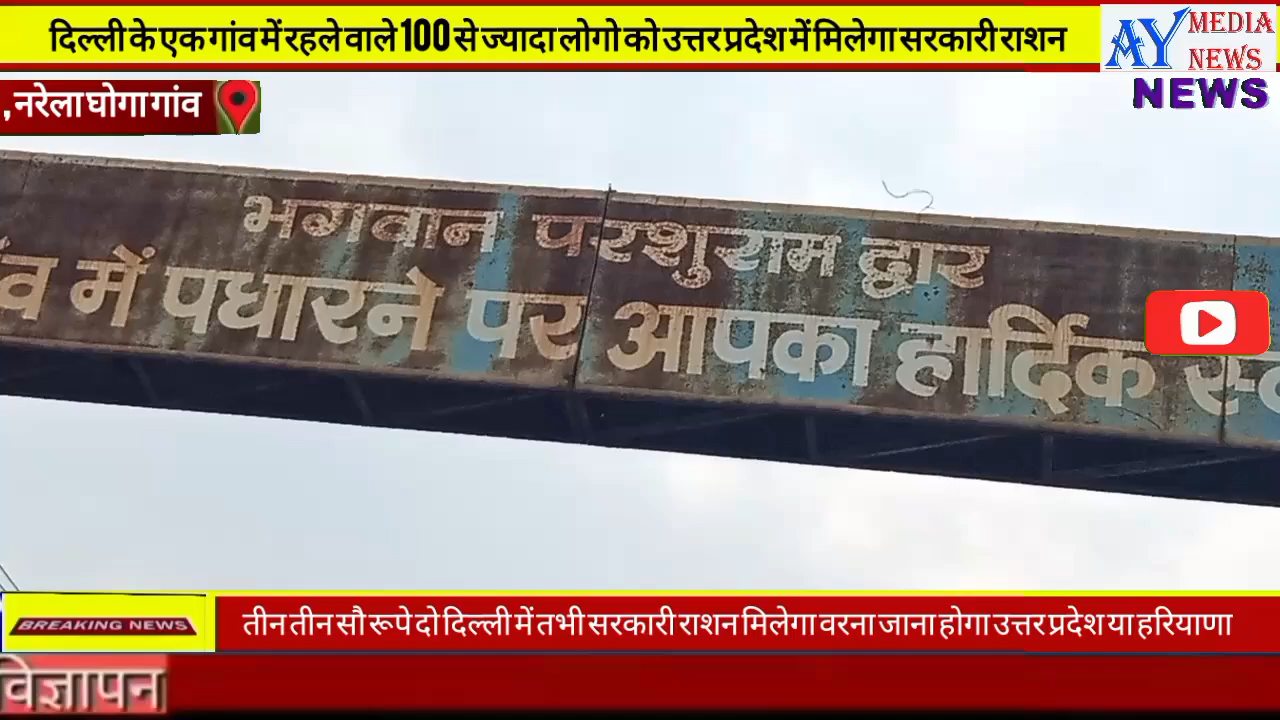 दिल्ली के एक गांव में रहले वाले 100 से ज्यादा लोगो को उत्तर प्रदेश में मिलेगा सरकारी राशन
AY MEDIA NEWS
NEWS
, नरेला घोगा गांव
भगवान परशुराम द्वार
में पधारने पर आपका हार्दिक
BREAKING NEWS
तीन तीन सौ रूपे दो दिल्ली में तभी सरकारी राशन मिलेगा वरना जाना होगा उत्तर प्रदेश या हरियाणा
विज्ञापन